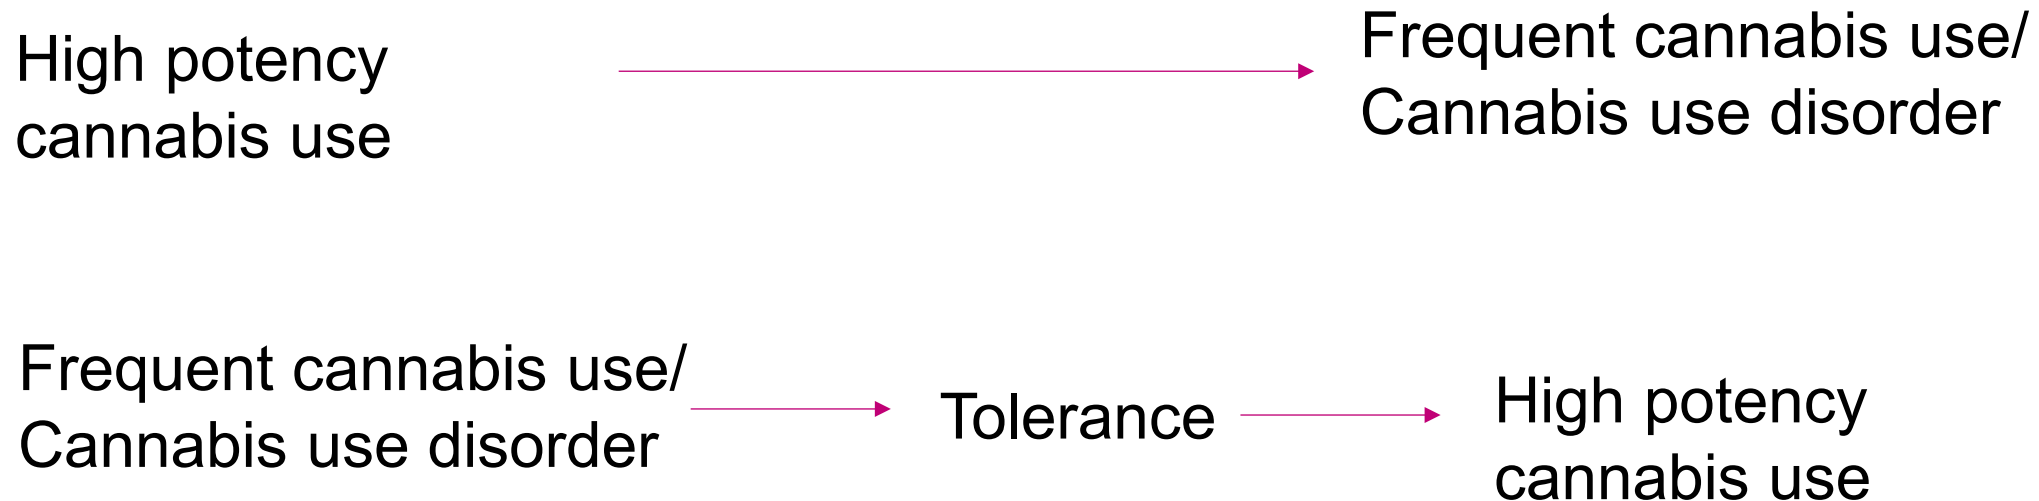 High potency
cannabis use
Frequent cannabis use/
Cannabis use disorder
Frequent cannabis use/
Cannabis use disorder
Tolerance
High potency
cannabis use